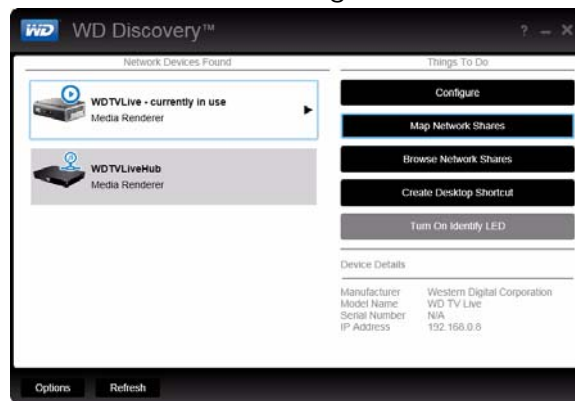 WD WD Discovery™ ? – ×
Network Devices Found
WDTVLive - currently in use
Media Renderer
WDTVLiveHub
Media Renderer
Things To Do
Configure
Map Network Shares
Browse Network Shares
Create Desktop Shortcut
Turn On Identify LED
Device Details
Manufacturer Western Digital Corporation
Model Name WD TV Live
Serial Number N/A
IP Address 192.168.0.8
Options Refresh